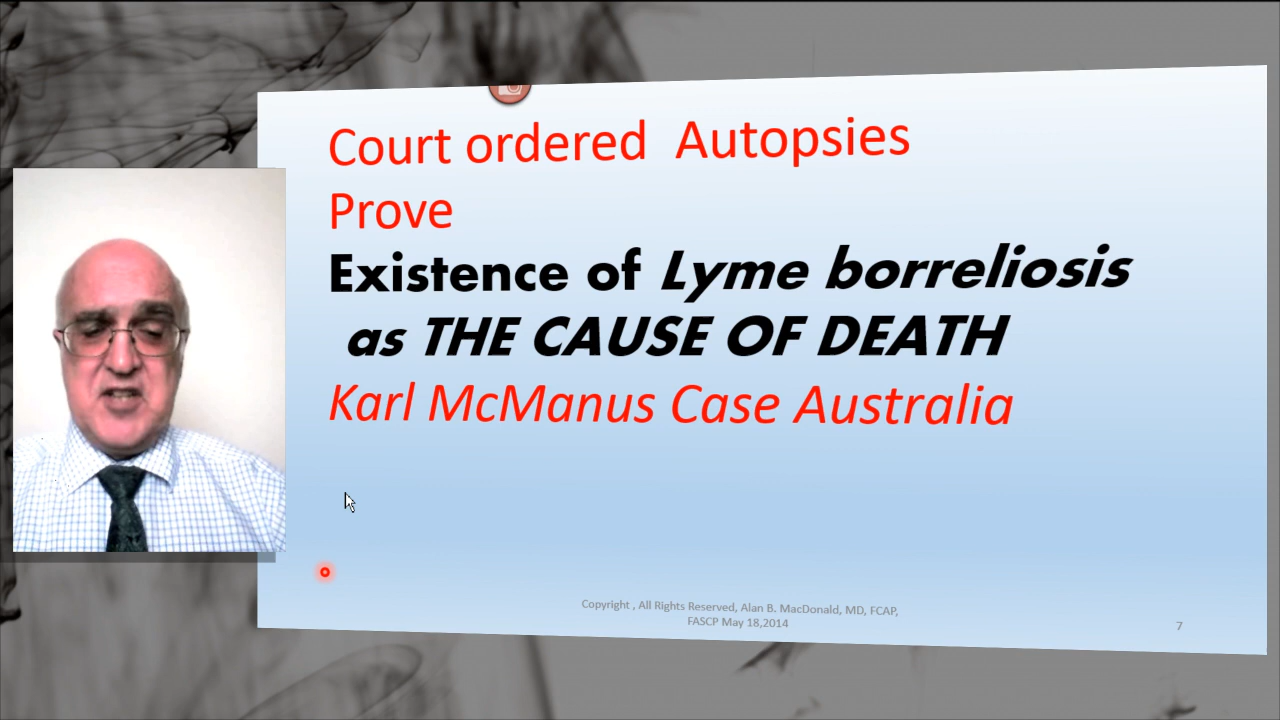 Court ordered Autopsies
Prove
Existence of Lyme borreliosis
as THE CAUSE OF DEATH
Karl McManus Case Australia
Copyright , All Rights Reserved, Alan B. MacDonald, MD, FCAP,
FASCP May 18,2014
7